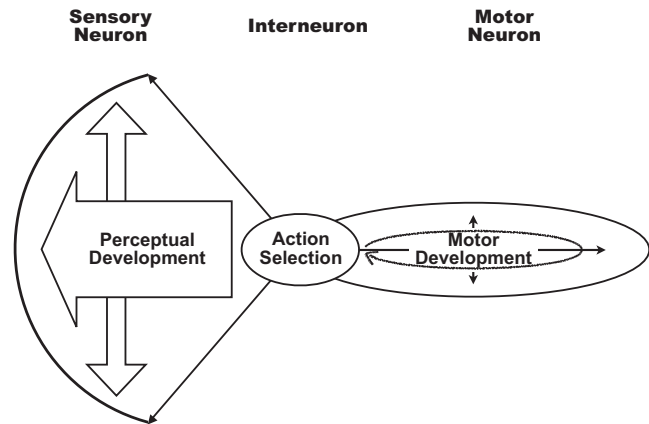 Sensory
Neuron
Interneuron
Motor
Neuron
Perceptual
Development
Action
Selection
Motor
Development